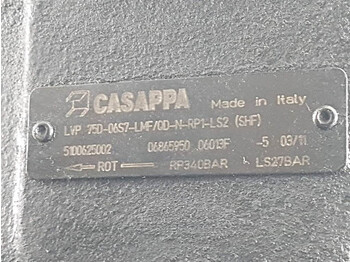 CASAPPA Made in Italy
LVP 75D-06S7-LMF/OD-N-RP1-LS2 (SHF)
5100625002 06865950 .06013F -5 03/11
ROT RP340BAR LS27BAR